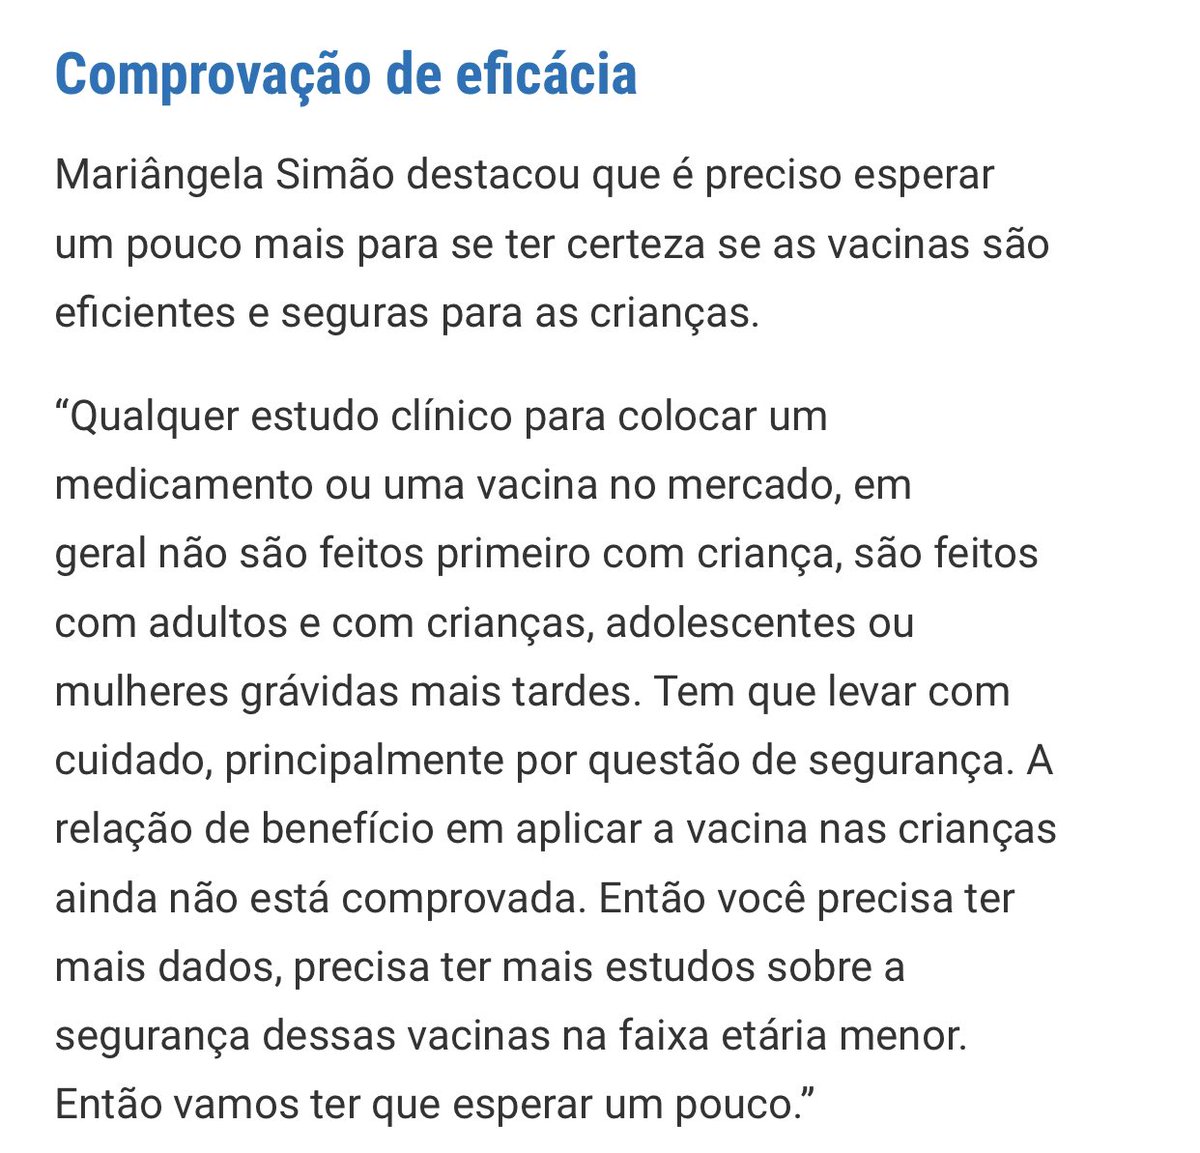 Comprovação de eficácia
Mariângela Simão destacou que é preciso esperar
um pouco mais para se ter certeza se as vacinas são
eficientes e seguras para as crianças.
“Qualquer estudo clínico para colocar um
medicamento ou uma vacina no mercado, em
geral não são feitos primeiro com criança, são feitos
com adultos e com crianças, adolescentes ou
mulheres grávidas mais tardes. Tem que levar com
cuidado, principalmente por questão de segurança. A
relação de benefício em aplicar a vacina nas crianças
ainda não está comprovada. Então você precisa ter
mais dados, precisa ter mais estudos sobre a
segurança dessas vacinas na faixa etária menor.
Então vamos ter que esperar um pouco.”